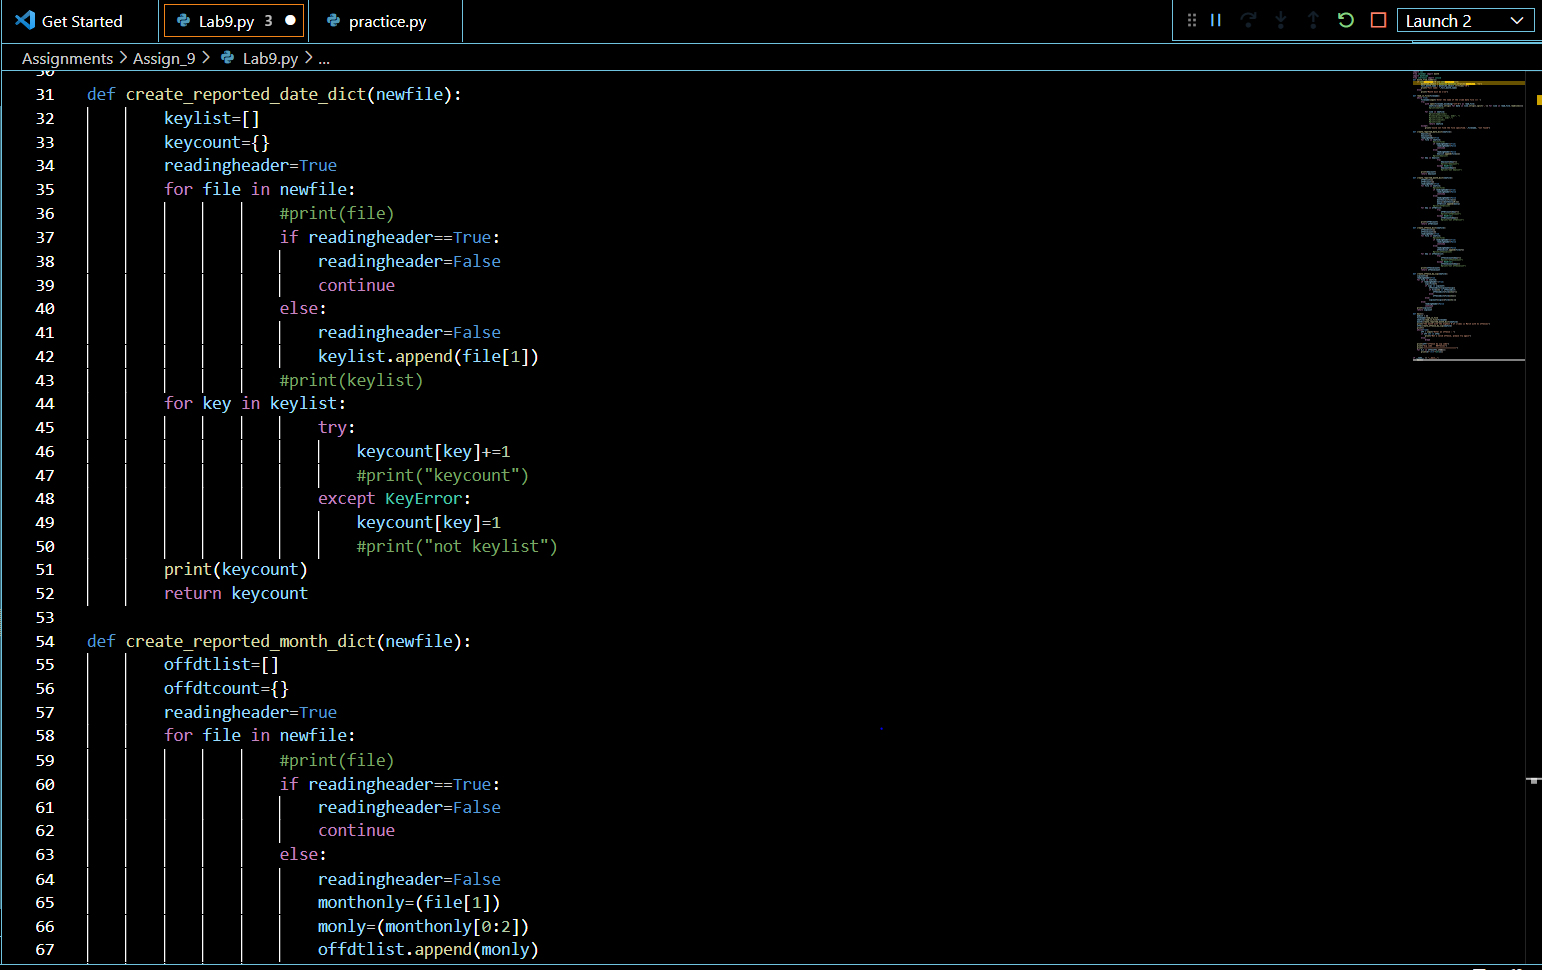 Get Started
Lab9.py 3
practice.py
Launch 2
Assignments > Assign_9 > Lab9.py > ...
30
31 def create_reported_date_dict(newfile):
32 keylist=[]
33 keycount={}
34 readingheader=True
35 for file in newfile:
36 #print(file)
37 if readingheader==True:
38 readingheader=False
39 continue
40 else:
41 readingheader=False
42 keylist.append(file[1])
43 #print(keylist)
44 for key in keylist:
45 try:
46 keycount[key]+=1
47 #print("keycount")
48 except KeyError:
49 keycount[key]=1
50 #print("not keylist")
51 print(keycount)
52 return keycount
53
54 def create_reported_month_dict(newfile):
55 offdtlist=[]
56 offdtcount={}
57 readingheader=True
58 for file in newfile:
59 #print(file)
60 if readingheader==True:
61 readingheader=False
62 continue
63 else:
64 readingheader=False
65 monthonly=(file[1])
66 monly=(monthonly[0:2])
67 offdtlist.append(monly)